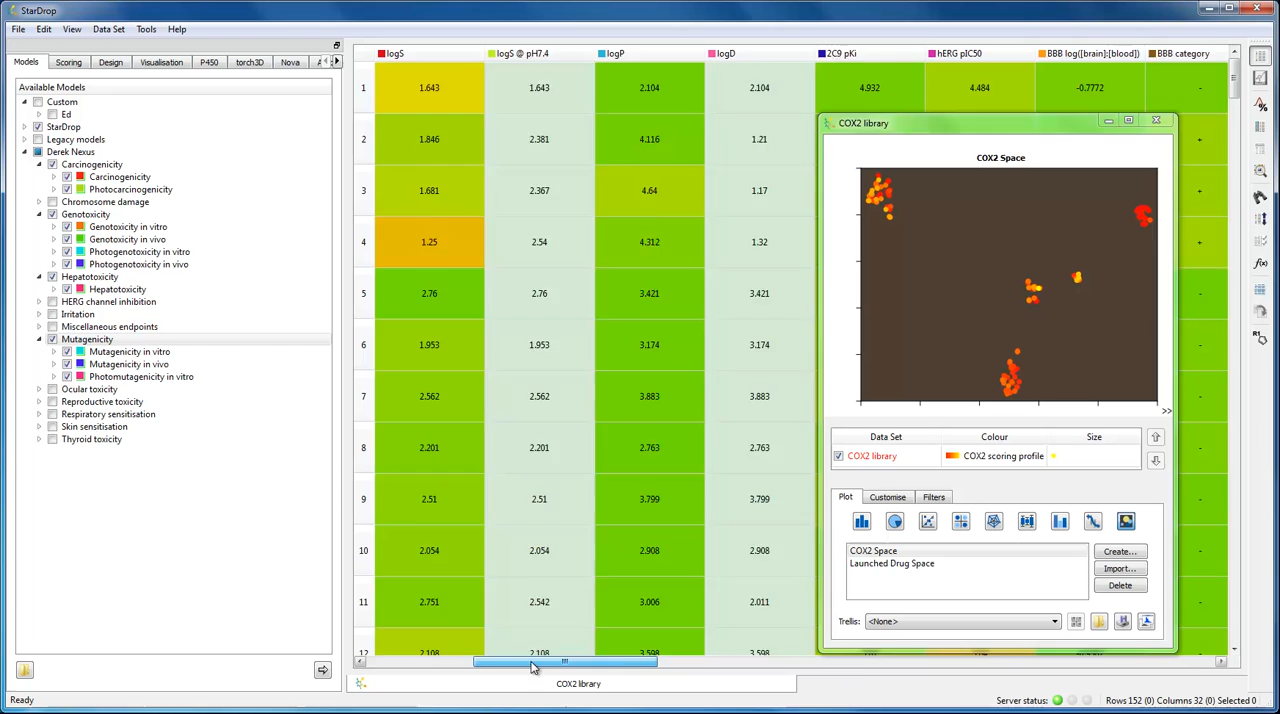 StarDrop
File Edit View Data Set Tools Help
Models Scoring Design Visualisation P450 torch3D Nova
Available Models
Custom
Ed
StarDrop
Legacy models
Derek Nexus
Carcinogenicity
Carcinogenicity
Photocarcinogenicity
Chromosome damage
Genotoxicity
Genotoxicity in vitro
Genotoxicity in vivo
Photogenotoxicity in vitro
Photogenotoxicity in vivo
Hepatotoxicity
Hepatotoxicity
HERG channel inhibition
Irritation
Miscellaneous endpoints
Mutagenicity
Mutagenicity in vitro
Mutagenicity in vivo
Photomutagenicity in vitro
Ocular toxicity
Reproductive toxicity
Respiratory sensitisation
Skin sensitisation
Thyroid toxicity
logS logS @ pH7.4 logP logD 2C9 pKi hERG pIC50 BBB log([brain]:[blood]) BBB category
1 1.643 1.643 2.104 2.104 4.932 4.484 -0.7772 -
2 1.846 2.381 4.116 1.21 +
3 1.681 2.367 4.64 1.17 -
4 1.25 2.54 4.312 1.32 +
5 2.76 2.76 3.421 3.421 -
6 1.953 1.953 3.174 3.174 -
7 2.562 2.562 3.883 3.883 -
8 2.201 2.201 2.763 2.763 -
9 2.51 2.51 3.799 3.799 -
10 2.054 2.054 2.908 2.908 -
11 2.751 2.542 3.006 2.011 -
12 2.108 2.108 3.598 3.598
COX2 library
COX2 Space
>>
Data Set Colour Size
COX2 library COX2 scoring profile
Plot Customise Filters
COX2 Space
Launched Drug Space
Create...
Import...
Delete
Trellis: <None>
f(x)
R1
COX2 library
Ready
Server status: Rows 152 (0) Columns 32 (0) Selected 0